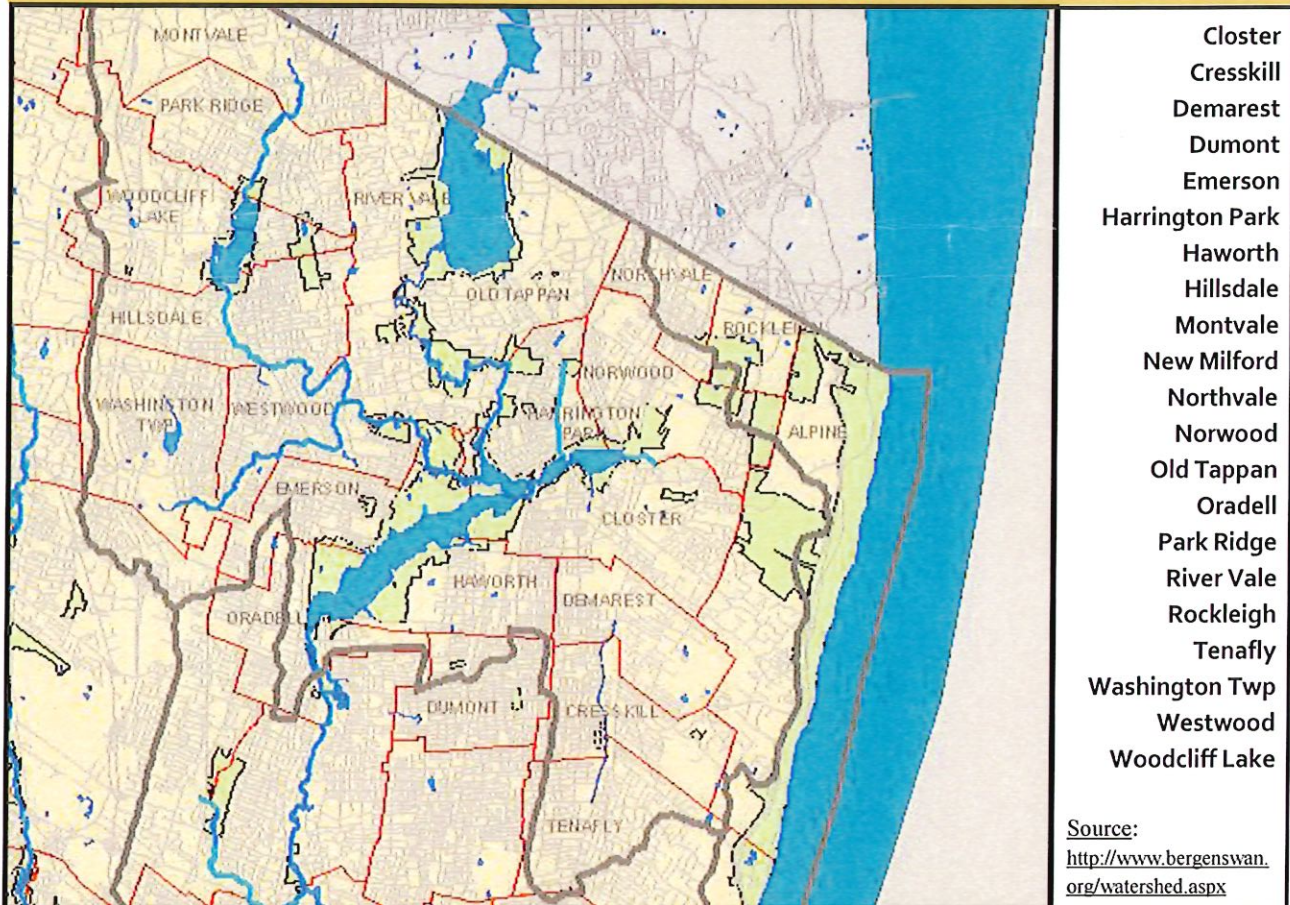 MONTVALE
PARK RIDGE
WOODCLIFF
LAKE
RIVER VALE
OLD TAPPAN
NORTHVALE
HILLSDALE
NORWOOD
WASHINGTON
TWP
WESTWOOD
HARRINGTON
PARK
ALPINE
EMERSON
CLOSTER
HAWORTH
DEMAREST
ORADELL
DUMONT
CRESSKILL
TENAFLY
Closter
Cresskill
Demarest
Dumont
Emerson
Harrington Park
Haworth
Hillsdale
Montvale
New Milford
Northvale
Norwood
Old Tappan
Oradell
Park Ridge
River Vale
Rockleigh
Tenafly
Washington Twp
Westwood
Woodcliff Lake
Source:
http://www.bergenswan.
org/watershed.aspx